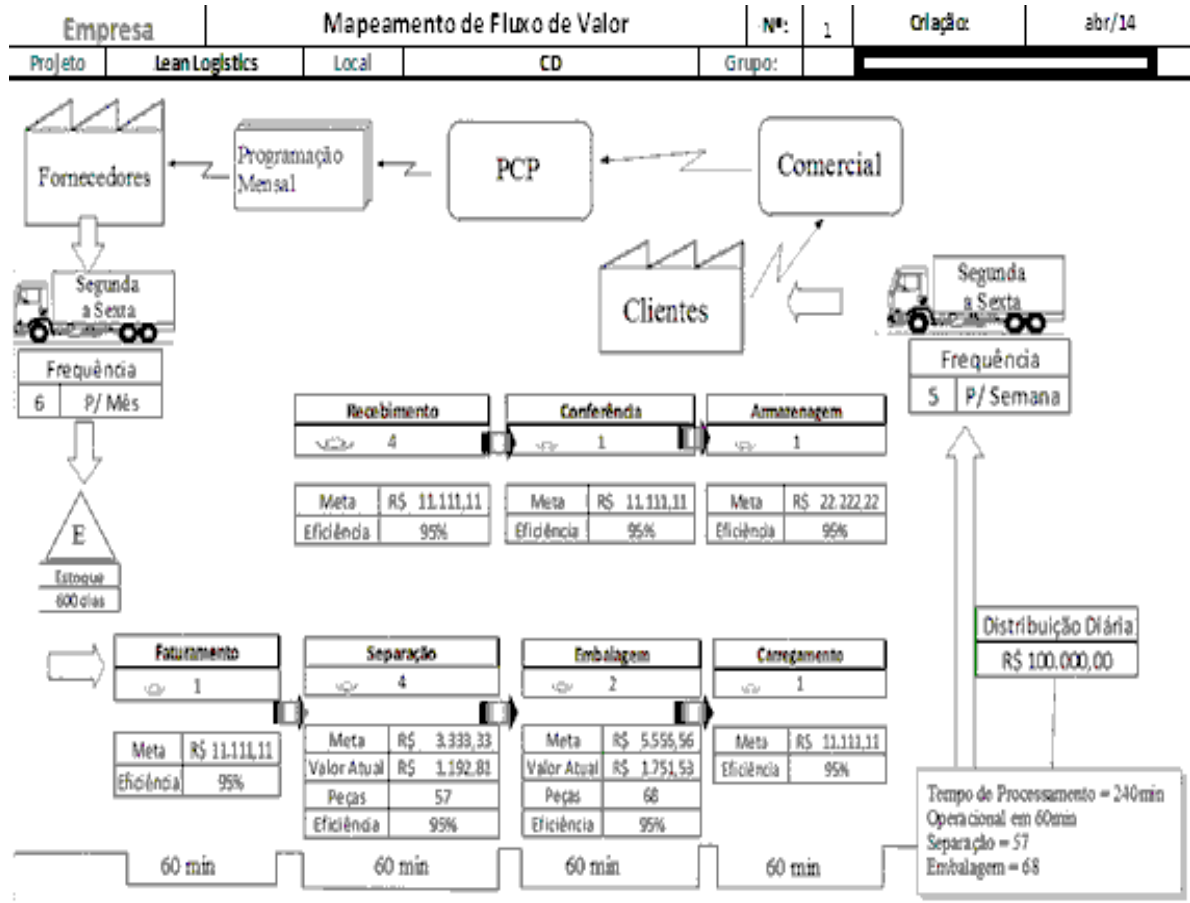 Empresa
Mapeamento de Fluxo de Valor
Nº:
1
Criação:
abr/14
Projeto
Lean Logistics
Local
CD
Grupo:
Fornecedores
Programação
Mensal
PCP
Comercial
Clientes
Segunda
a Sexta
Frequência
6 P/ Mês
Segunda
a Sexta
Frequência
5 P/ Semana
E
Estoque
600 dias
Recebimento
4
Meta R$ 11.111,11
Eficiência 95%
Conferência
1
Meta R$ 11.111,11
Eficiência 95%
Armazenagem
1
Meta R$ 22.222,22
Eficiência 95%
Faturamento
1
Meta R$ 11.111,11
Eficiência 95%
Separação
4
Meta R$ 3.333,33
Valor Atual R$ 1.192,82
Peças 57
Eficiência 95%
Embalagem
2
Meta R$ 5.555,56
Valor Atual R$ 1.751,53
Peças 68
Eficiência 95%
Carregamento
1
Meta R$ 11.111,11
Eficiência 95%
Distribuição Diária
R$ 100.000,00
60 min
60 min
60 min
60 min
Tempo de Processamento = 240min
Operacional em 60min
Separação = 57
Embalagem = 68